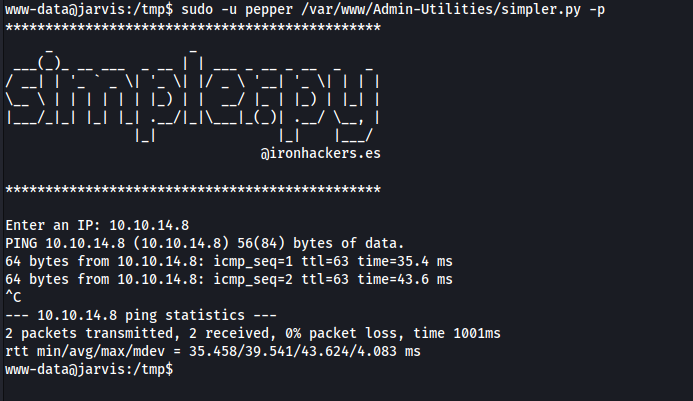 www-data@jarvis:/tmp$ sudo -u pepper /var/www/Admin-Utilities/simpler.py -p
***********************************************
     _                 _
 ___(_)_ __ ___  _ __ | | ___ _ __ _ __  _   _
/ __| | '_ ` _ \| '_ \| |/ _ \ '__| '_ \| | | |
\__ \ | | | | | | |_) | |  __/ |_ | |_) | |_| |
|___/_|_| |_| |_| .__/|_|\___|_(_)| .__/ \__, |
                |_|               |_|    |___/
                                @ironhackers.es
***********************************************
Enter an IP: 10.10.14.8
PING 10.10.14.8 (10.10.14.8) 56(84) bytes of data.
64 bytes from 10.10.14.8: icmp_seq=1 ttl=63 time=35.4 ms
64 bytes from 10.10.14.8: icmp_seq=2 ttl=63 time=43.6 ms
^C
--- 10.10.14.8 ping statistics ---
2 packets transmitted, 2 received, 0% packet loss, time 1001ms
rtt min/avg/max/mdev = 35.458/39.541/43.624/4.083 ms
www-data@jarvis:/tmp$